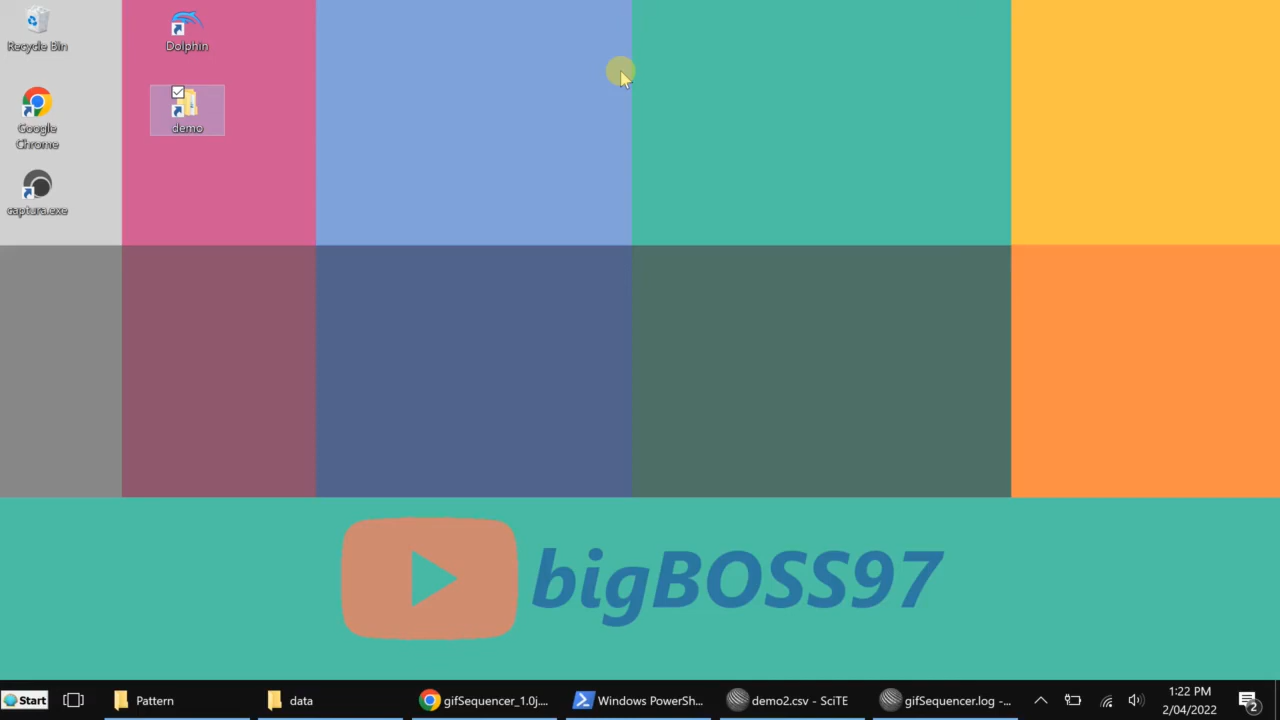 Recycle Bin
Dolphin
Google
Chrome
demo
captura.exe
bigBOSS97
Start
Pattern
data
gifSequencer_1.0j....
Windows PowerSh...
demo2.csv - SciTE
gifSequencer.log -...
1:22 PM
2/04/2022
2